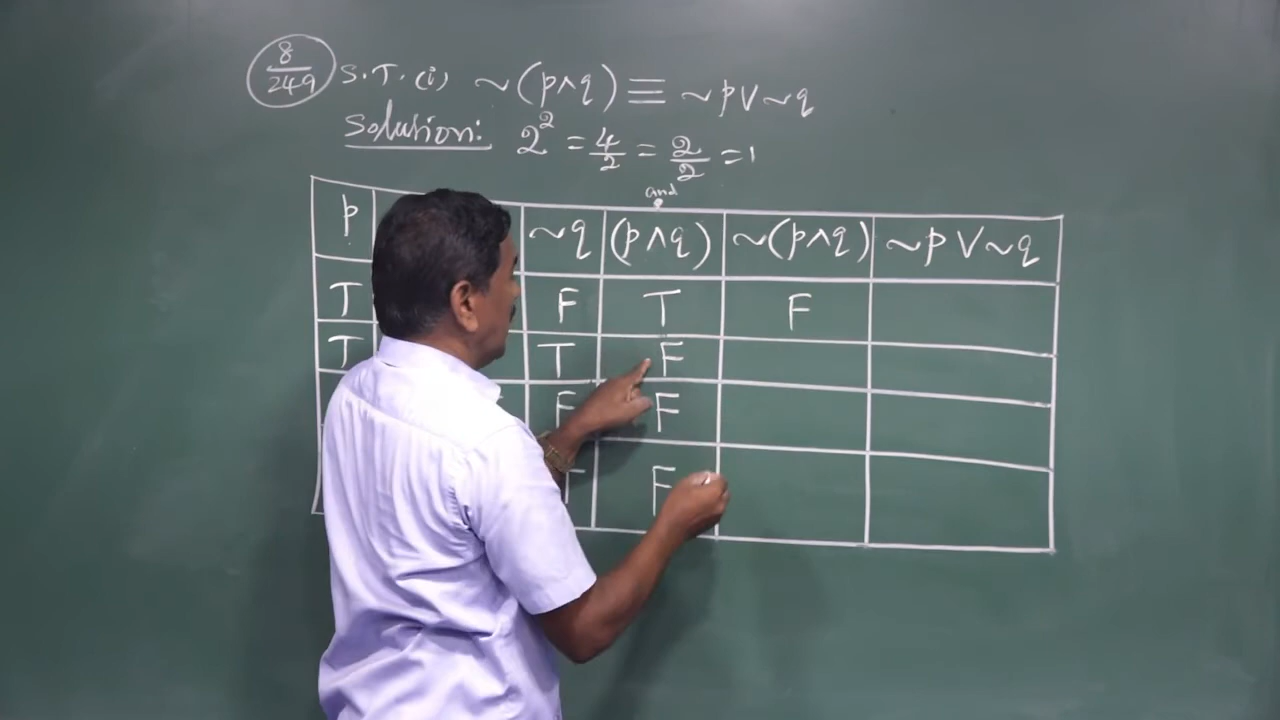 8/249 S.T. (i) ~(p∧q) ≡ ~p∨~q
Solution: 2² = 4/2 = 2/2 = 1
and
p ~q (p∧q) ~(p∧q) ~p ∨ ~q
T F T F
T T F
F F
F